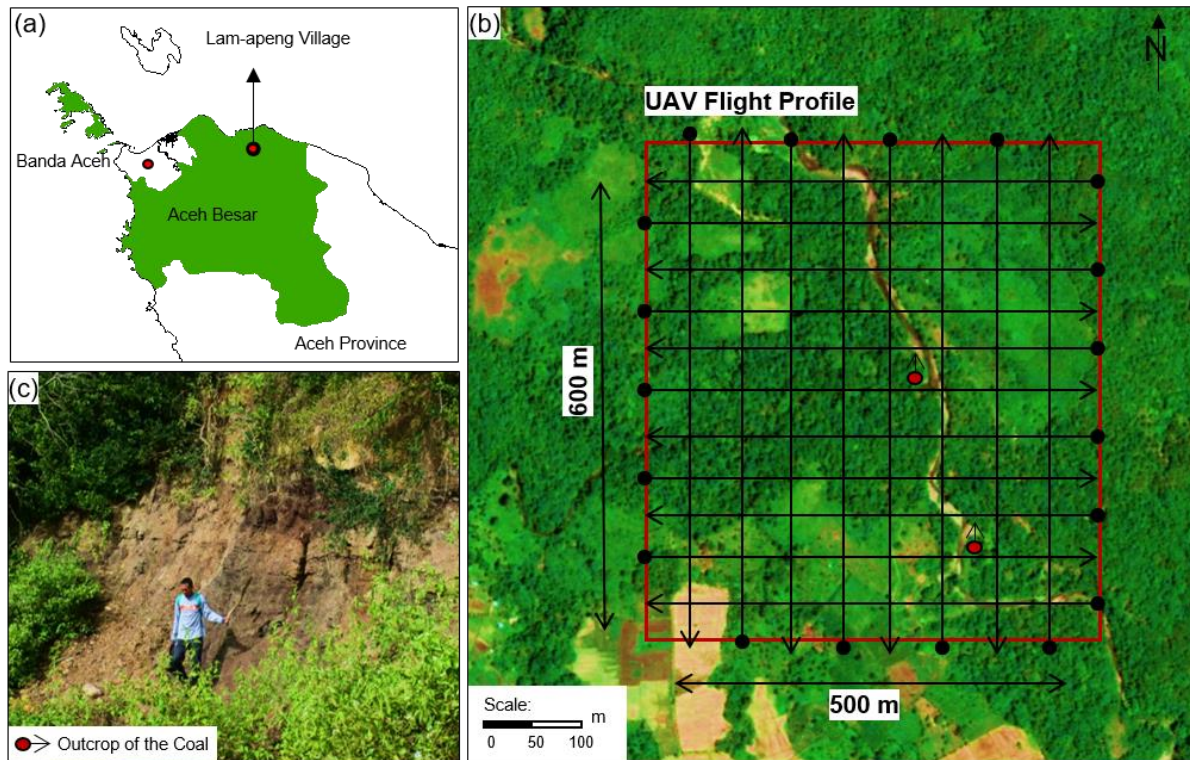 (a)
Lam-apeng Village
Banda Aceh
Aceh Besar
Aceh Province
(b)
N
UAV Flight Profile
600 m
500 m
Scale:
m
0 50 100
(c)
Outcrop of the Coal